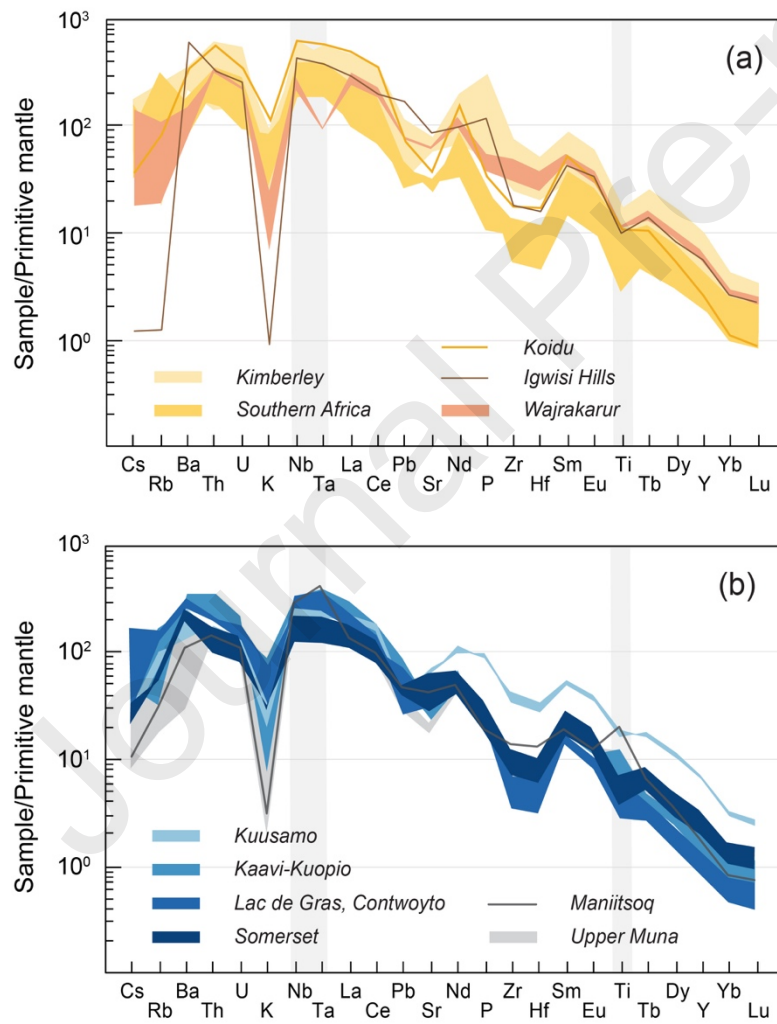 10³
10²
10¹
10⁰
Sample/Primitive mantle
(a)
Kimberley
Southern Africa
Koidu
Igwisi Hills
Wajrakarur
Cs Ba U Nb La Pb Nd Zr Sm Ti Dy Yb
Rb Th K Ta Ce Sr P Hf Eu Tb Y Lu
10³
10²
10¹
10⁰
Sample/Primitive mantle
(b)
Kuusamo
Kaavi-Kuopio
Lac de Gras, Contwoyto
Somerset
Maniitsoq
Upper Muna
Cs Ba U Nb La Pb Nd Zr Sm Ti Dy Yb
Rb Th K Ta Ce Sr P Hf Eu Tb Y Lu
Journal Pre-